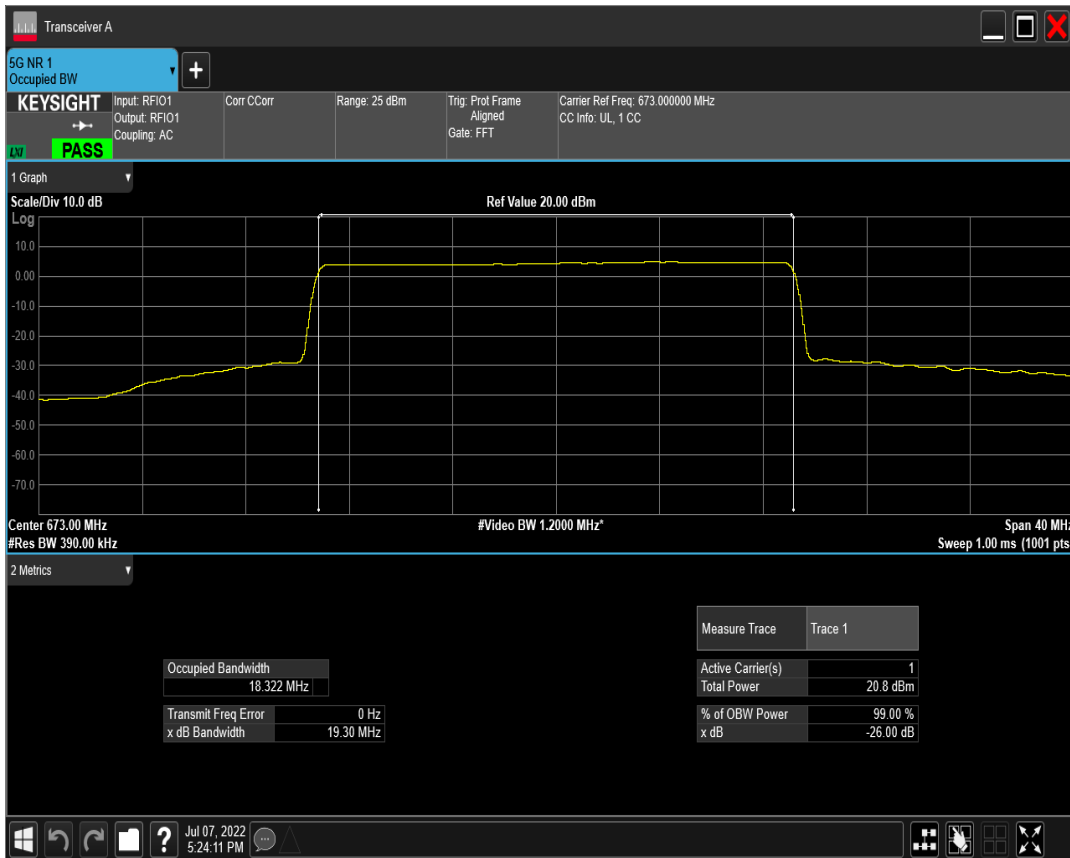 Transceiver A
5G NR 1
Occupied BW
+
KEYSIGHT
LXI
PASS
Input: RFIO1
Output: RFIO1
Coupling: AC
Corr CCorr
Range: 25 dBm
Trig: Prot Frame
Aligned
Gate: FFT
Carrier Ref Freq: 673.000000 MHz
CC Info: UL, 1 CC
1 Graph
Scale/Div 10.0 dB
Ref Value 20.00 dBm
Log
10.0
0.00
-10.0
-20.0
-30.0
-40.0
-50.0
-60.0
-70.0
Center 673.00 MHz
#Video BW 1.2000 MHz*
Span 40 MHz
#Res BW 390.00 kHz
Sweep 1.00 ms (1001 pts
2 Metrics
Measure Trace Trace 1
Occupied Bandwidth
18.322 MHz
Active Carrier(s) 1
Total Power 20.8 dBm
Transmit Freq Error 0 Hz
x dB Bandwidth 19.30 MHz
% of OBW Power 99.00 %
x dB -26.00 dB
?
Jul 07, 2022
5:24:11 PM